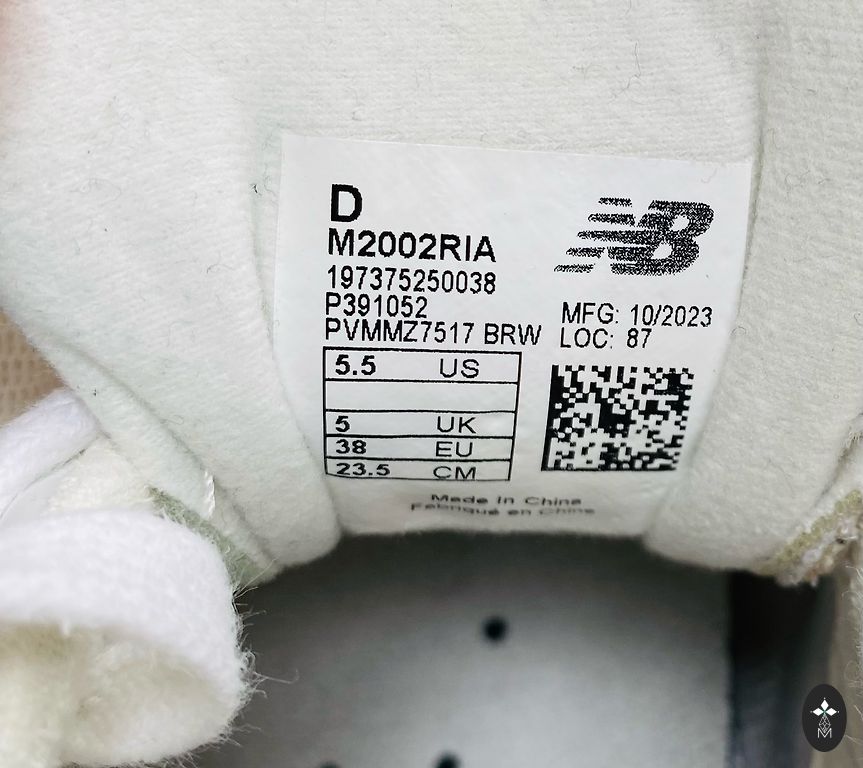 D
M2002RIA
197375250038
P391052
PVMMZ7517 BRW
5.5 US
5 UK
38 EU
23.5 CM
NB
MFG: 10/2023
LOC: 87
Made in China
Fabriqué en Chine
M